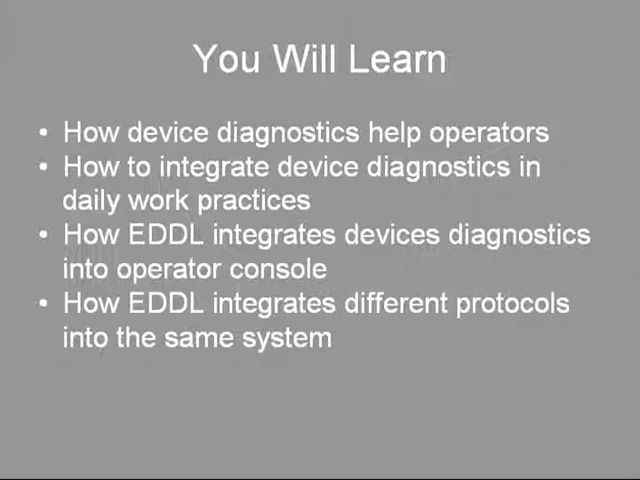 You Will Learn
• How device diagnostics help operators
• How to integrate device diagnostics in
daily work practices
• How EDDL integrates devices diagnostics
into operator console
• How EDDL integrates different protocols
into the same system